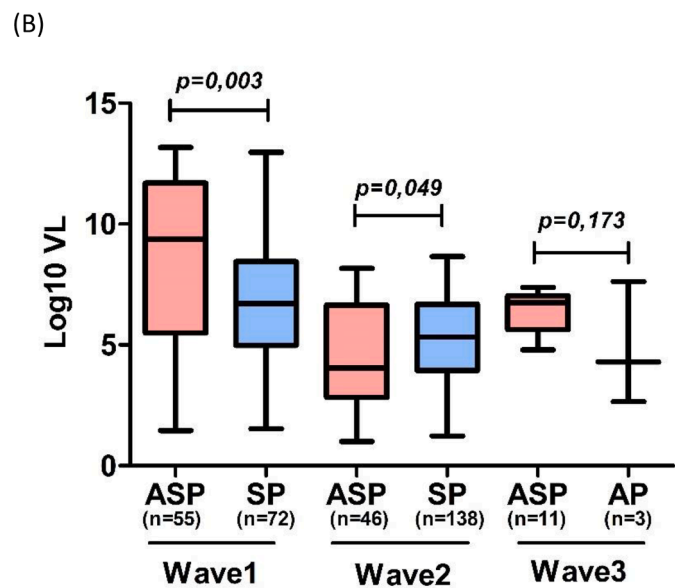 (B)
p=0,003
15
p=0,049
10
p=0,173
Log10 VL
5
0
ASP SP ASP SP ASP AP
(n=55) (n=72) (n=46) (n=138) (n=11) (n=3)
Wave1 Wave2 Wave3